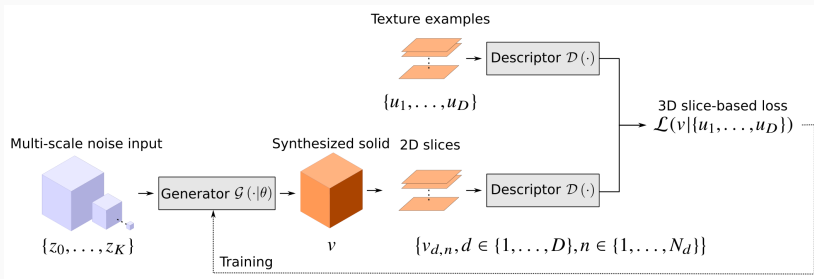 Texture examples
Descriptor 𝒟(·)
{u₁, . . . , u_D}
3D slice-based loss
ℒ(v|{u₁, . . . , u_D})
Multi-scale noise input
Synthesized solid
2D slices
Generator 𝒢(·|θ)
Descriptor 𝒟(·)
{z₀, . . . , z_K}
v
{v_{d,n}, d ∈ {1, . . . , D}, n ∈ {1, . . . , N_d}}
Training